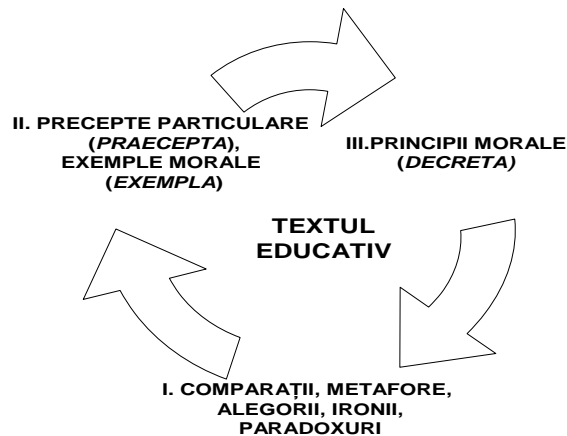 II. PRECEPTE PARTICULARE
(PRAECEPTA),
EXEMPLE MORALE
(EXEMPLA)
III.PRINCIPII MORALE
(DECRETA)
TEXTUL
EDUCATIV
I. COMPARAȚII, METAFORE,
ALEGORII, IRONII,
PARADOXURI